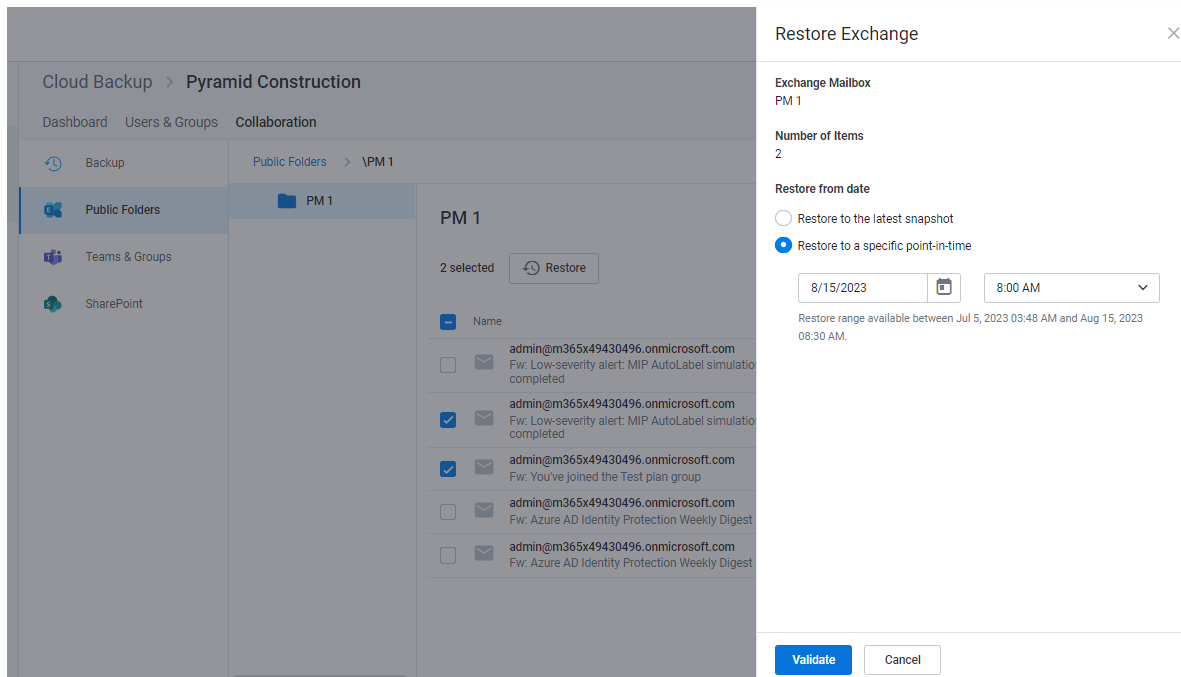 Restore Exchange
Cloud Backup > Pyramid Construction
Dashboard Users & Groups Collaboration
Backup
Public Folders
Teams & Groups
SharePoint
Public Folders > \PM 1
PM 1
PM 1
2 selected
Restore
Name
admin@m365x49430496.onmicrosoft.com
Fw: Low-severity alert: MIP AutoLabel simulatio
completed
admin@m365x49430496.onmicrosoft.com
Fw: Low-severity alert: MIP AutoLabel simulatio
completed
admin@m365x49430496.onmicrosoft.com
Fw: You've joined the Test plan group
admin@m365x49430496.onmicrosoft.com
Fw: Azure AD Identity Protection Weekly Digest
admin@m365x49430496.onmicrosoft.com
Fw: Azure AD Identity Protection Weekly Digest
Exchange Mailbox
PM 1
Number of Items
2
Restore from date
Restore to the latest snapshot
Restore to a specific point-in-time
8/15/2023
8:00 AM
Restore range available between Jul 5, 2023 03:48 AM and Aug 15, 2023
08:30 AM.
Validate
Cancel